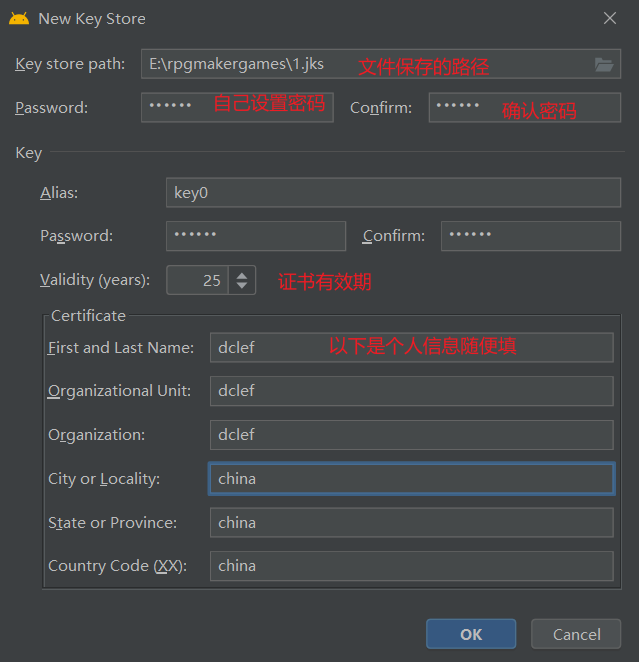 New Key Store
Key store path: E:\rpgmakergames\1.jks 文件保存的路径
Password: •••••• 自己设置密码 Confirm: •••••• 确认密码
Key
Alias: key0
Password: •••••• Confirm: ••••••
Validity (years): 25 证书有效期
Certificate
First and Last Name: dclef 以下是个人信息随便填
Organizational Unit: dclef
Organization: dclef
City or Locality: china
State or Province: china
Country Code (XX): china
OK Cancel